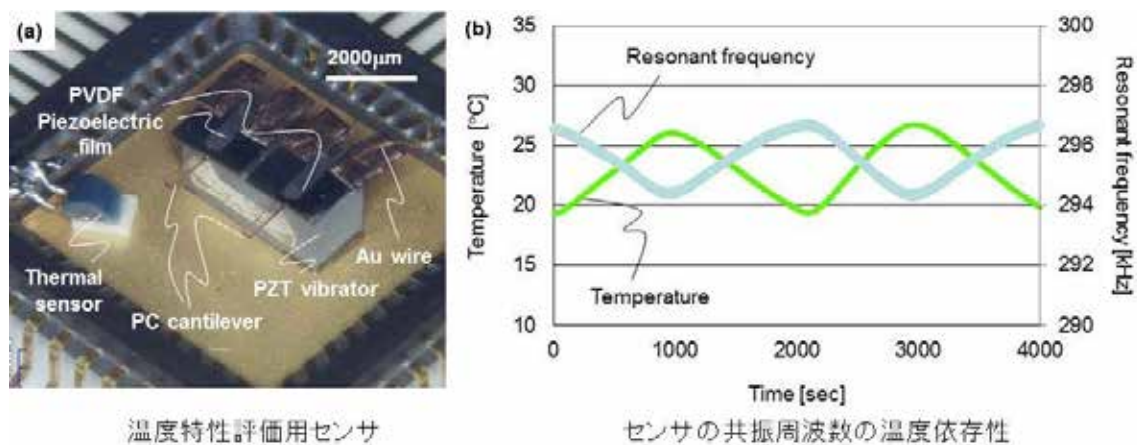 (a)
2000μm
PVDF
Piezoelectric
film
Thermal
sensor
PC cantilever
PZT vibrator
Au wire
温度特性評価用センサ
(b)
Resonant frequency
Temperature
Temperature [°C]
40
35
30
25
20
15
10
Resonant frequency [kHz]
300
298
296
294
292
290
0 1000 2000 3000 4000
Time [sec]
センサの共振周波数の温度依存性